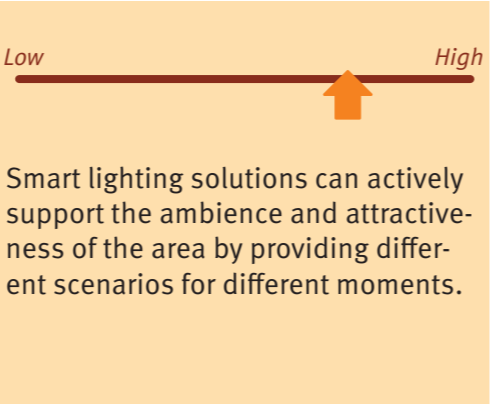 Low High
Smart lighting solutions can actively
support the ambience and attractive-
ness of the area by providing differ-
ent scenarios for different moments.